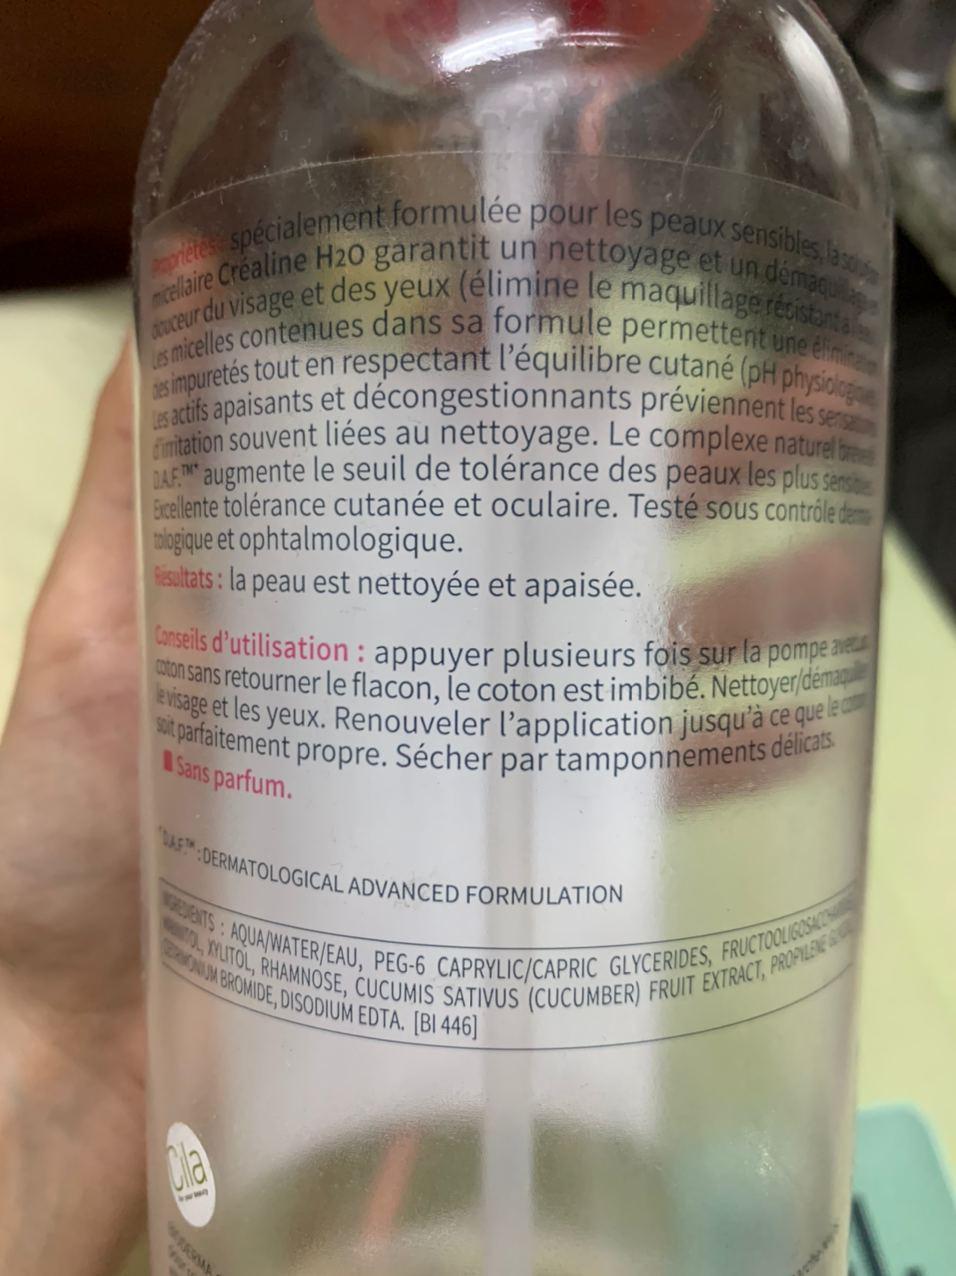 Propriétés : spécialement formulée pour les peaux sensibles, la
micellaire Créaline H2O garantit un nettoyage et un démaquillage
douceur du visage et des yeux (élimine le maquillage résistant à
Les micelles contenues dans sa formule permettent une élimination
des impuretés tout en respectant l'équilibre cutané (pH physiologique
Les actifs apaisants et décongestionnants préviennent les sensations
d'irritation souvent liées au nettoyage. Le complexe naturel breveté
D.A.F.™* augmente le seuil de tolérance des peaux les plus sensibles.
Excellente tolérance cutanée et oculaire. Testé sous contrôle derma-
tologique et ophtalmologique.
Résultats : la peau est nettoyée et apaisée.
Conseils d'utilisation : appuyer plusieurs fois sur la pompe avec un
coton sans retourner le flacon, le coton est imbibé. Nettoyer/démaquiller
le visage et les yeux. Renouveler l'application jusqu'à ce que le coton
soit parfaitement propre. Sécher par tamponnements délicats.
Sans parfum.
*D.A.F.™ : DERMATOLOGICAL ADVANCED FORMULATION
INGREDIENTS : AQUA/WATER/EAU, PEG-6 CAPRYLIC/CAPRIC GLYCERIDES, FRUCTOOLIGOSACCHARIDES,
MANNITOL, XYLITOL, RHAMNOSE, CUCUMIS SATIVUS (CUCUMBER) FRUIT EXTRACT, PROPYLENE GLYCOL,
CETRIMONIUM BROMIDE, DISODIUM EDTA. [BI 446]
Cila
for your beauty
BIODERMA